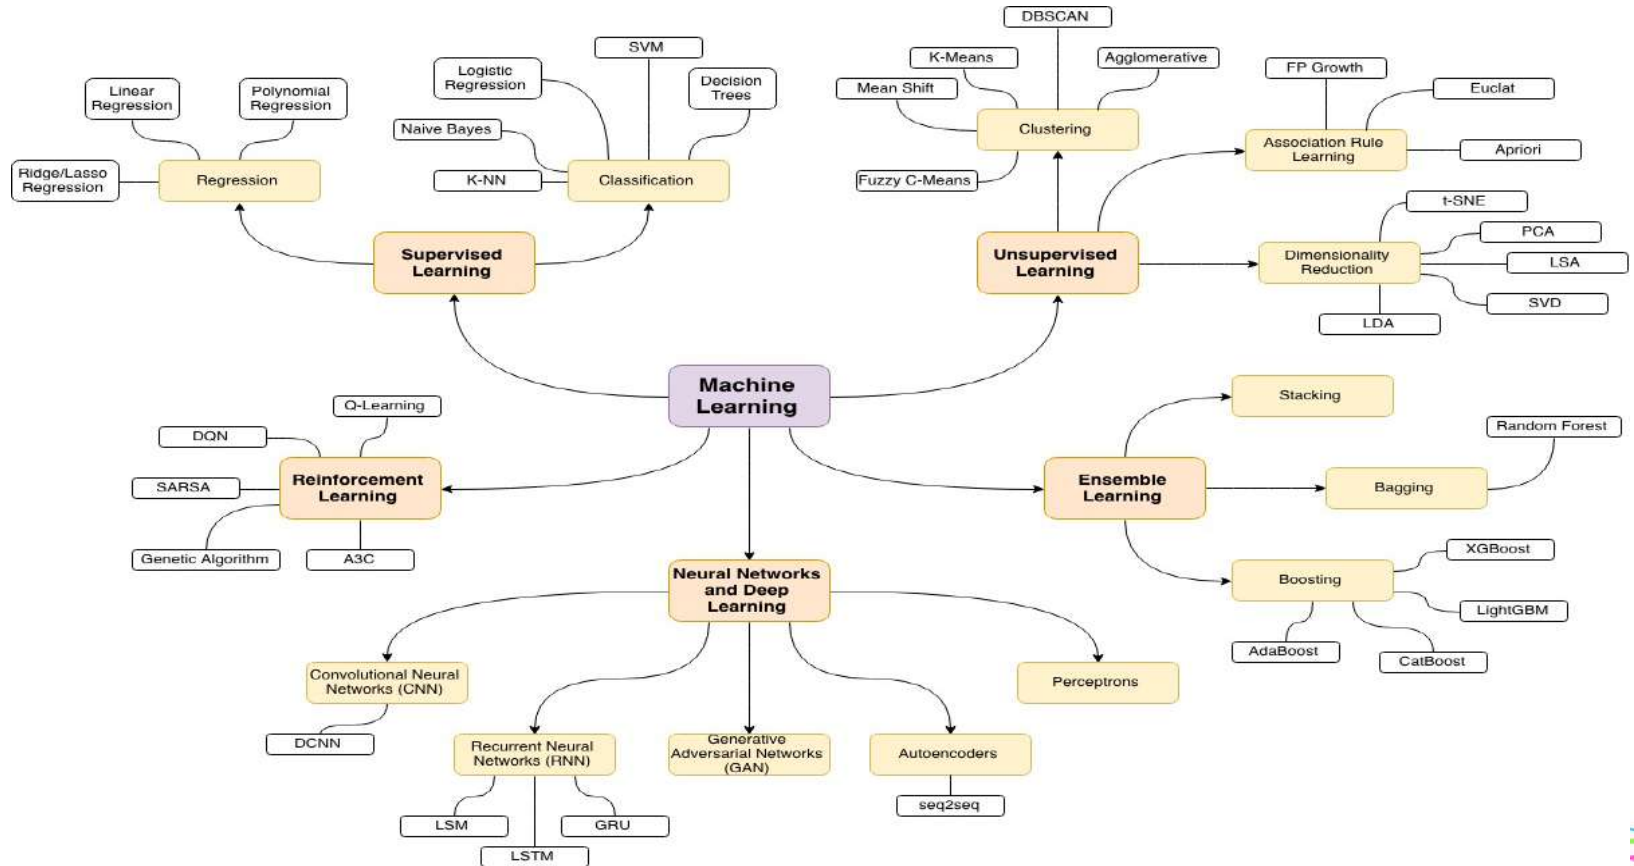 DBSCAN
SVM
K-Means
Agglomerative
Logistic
Regression
FP Growth
Linear
Regression
Polynomial
Regression
Decision
Trees
Mean Shift
Euclat
Naive Bayes
Clustering
Association Rule
Learning
Apriori
Ridge/Lasso
Regression
Regression
K-NN
Classification
Fuzzy C-Means
t-SNE
PCA
Supervised
Learning
Unsupervised
Learning
Dimensionality
Reduction
LSA
SVD
LDA
Machine
Learning
Stacking
Q-Learning
Random Forest
DQN
Reinforcement
Learning
Ensemble
Learning
Bagging
SARSA
Genetic Algorithm
A3C
XGBoost
Neural Networks
and Deep
Learning
Boosting
LightGBM
AdaBoost
CatBoost
Convolutional Neural
Networks (CNN)
Perceptrons
DCNN
Recurrent Neural
Networks (RNN)
Generative
Adversarial Networks
(GAN)
Autoencoders
seq2seq
LSM
GRU
LSTM